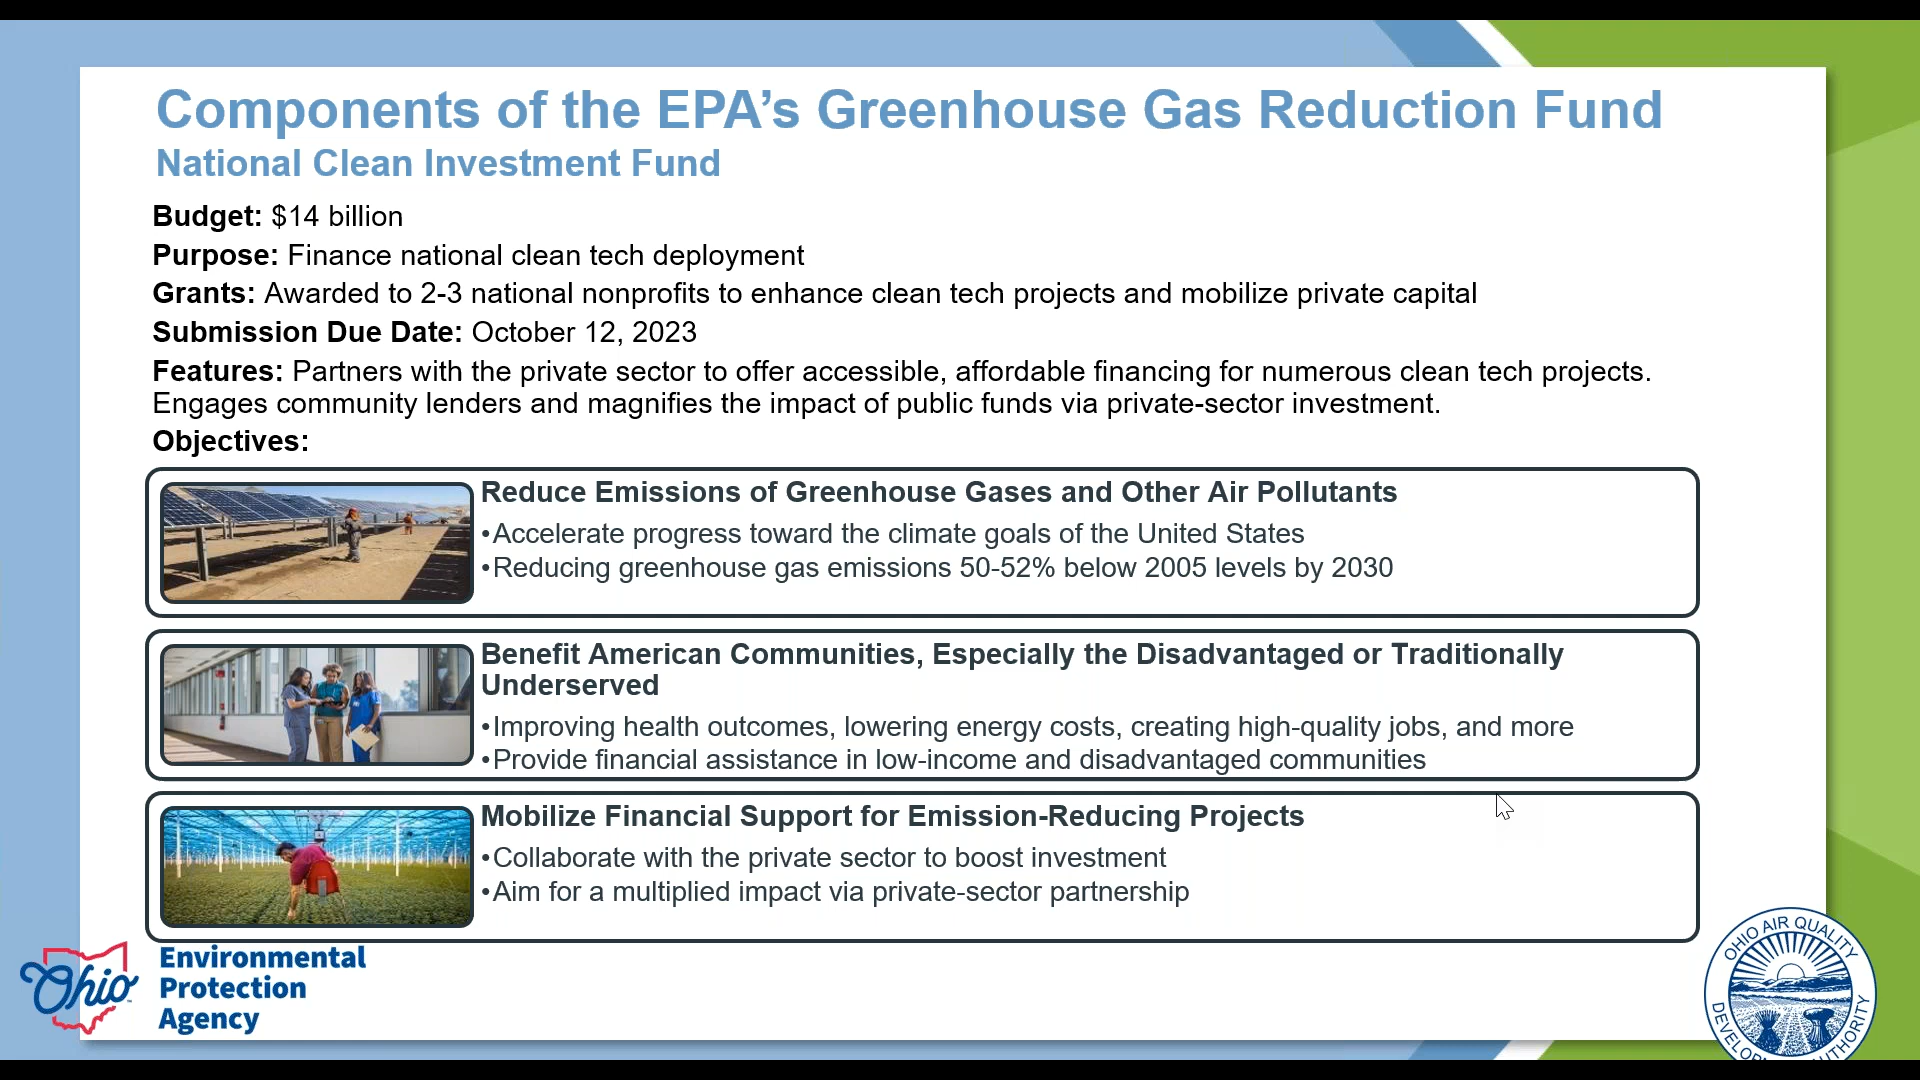 Components of the EPA’s Greenhouse Gas Reduction Fund
National Clean Investment Fund
Budget: $14 billion
Purpose: Finance national clean tech deployment
Grants: Awarded to 2-3 national nonprofits to enhance clean tech projects and mobilize private capital
Submission Due Date: October 12, 2023
Features: Partners with the private sector to offer accessible, affordable financing for numerous clean tech projects.
Engages community lenders and magnifies the impact of public funds via private-sector investment.
Objectives:
Reduce Emissions of Greenhouse Gases and Other Air Pollutants
•Accelerate progress toward the climate goals of the United States
•Reducing greenhouse gas emissions 50-52% below 2005 levels by 2030
Benefit American Communities, Especially the Disadvantaged or Traditionally
Underserved
•Improving health outcomes, lowering energy costs, creating high-quality jobs, and more
•Provide financial assistance in low-income and disadvantaged communities
Mobilize Financial Support for Emission-Reducing Projects
•Collaborate with the private sector to boost investment
•Aim for a multiplied impact via private-sector partnership
Ohio
Environmental
Protection
Agency
OHIO AIR QUALITY